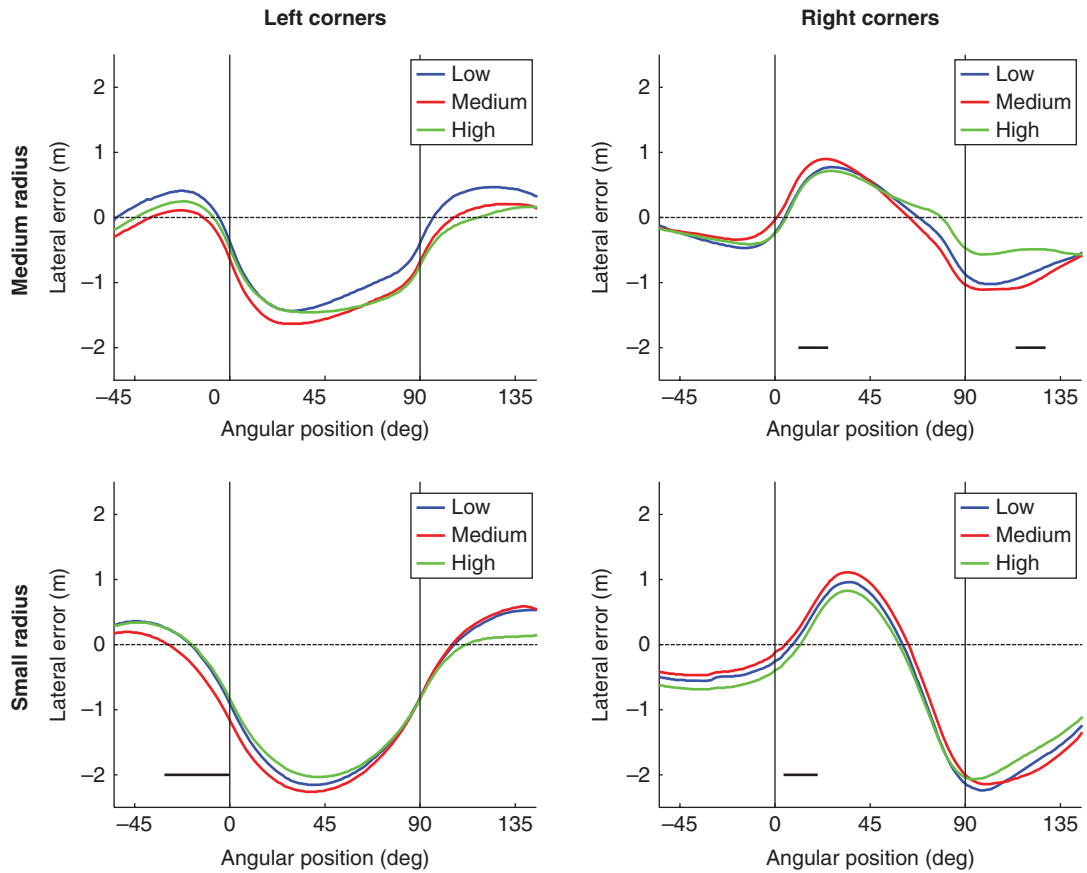 Left corners
Right corners
Medium radius
Lateral error (m)
2
1
0
−1
−2
Low
Medium
High
−45
0
45
90
135
Angular position (deg)
Lateral error (m)
2
1
0
−1
−2
Low
Medium
High
−45
0
45
90
135
Angular position (deg)
Small radius
Lateral error (m)
2
1
0
−1
−2
Low
Medium
High
−45
0
45
90
135
Angular position (deg)
Lateral error (m)
2
1
0
−1
−2
Low
Medium
High
−45
0
45
90
135
Angular position (deg)